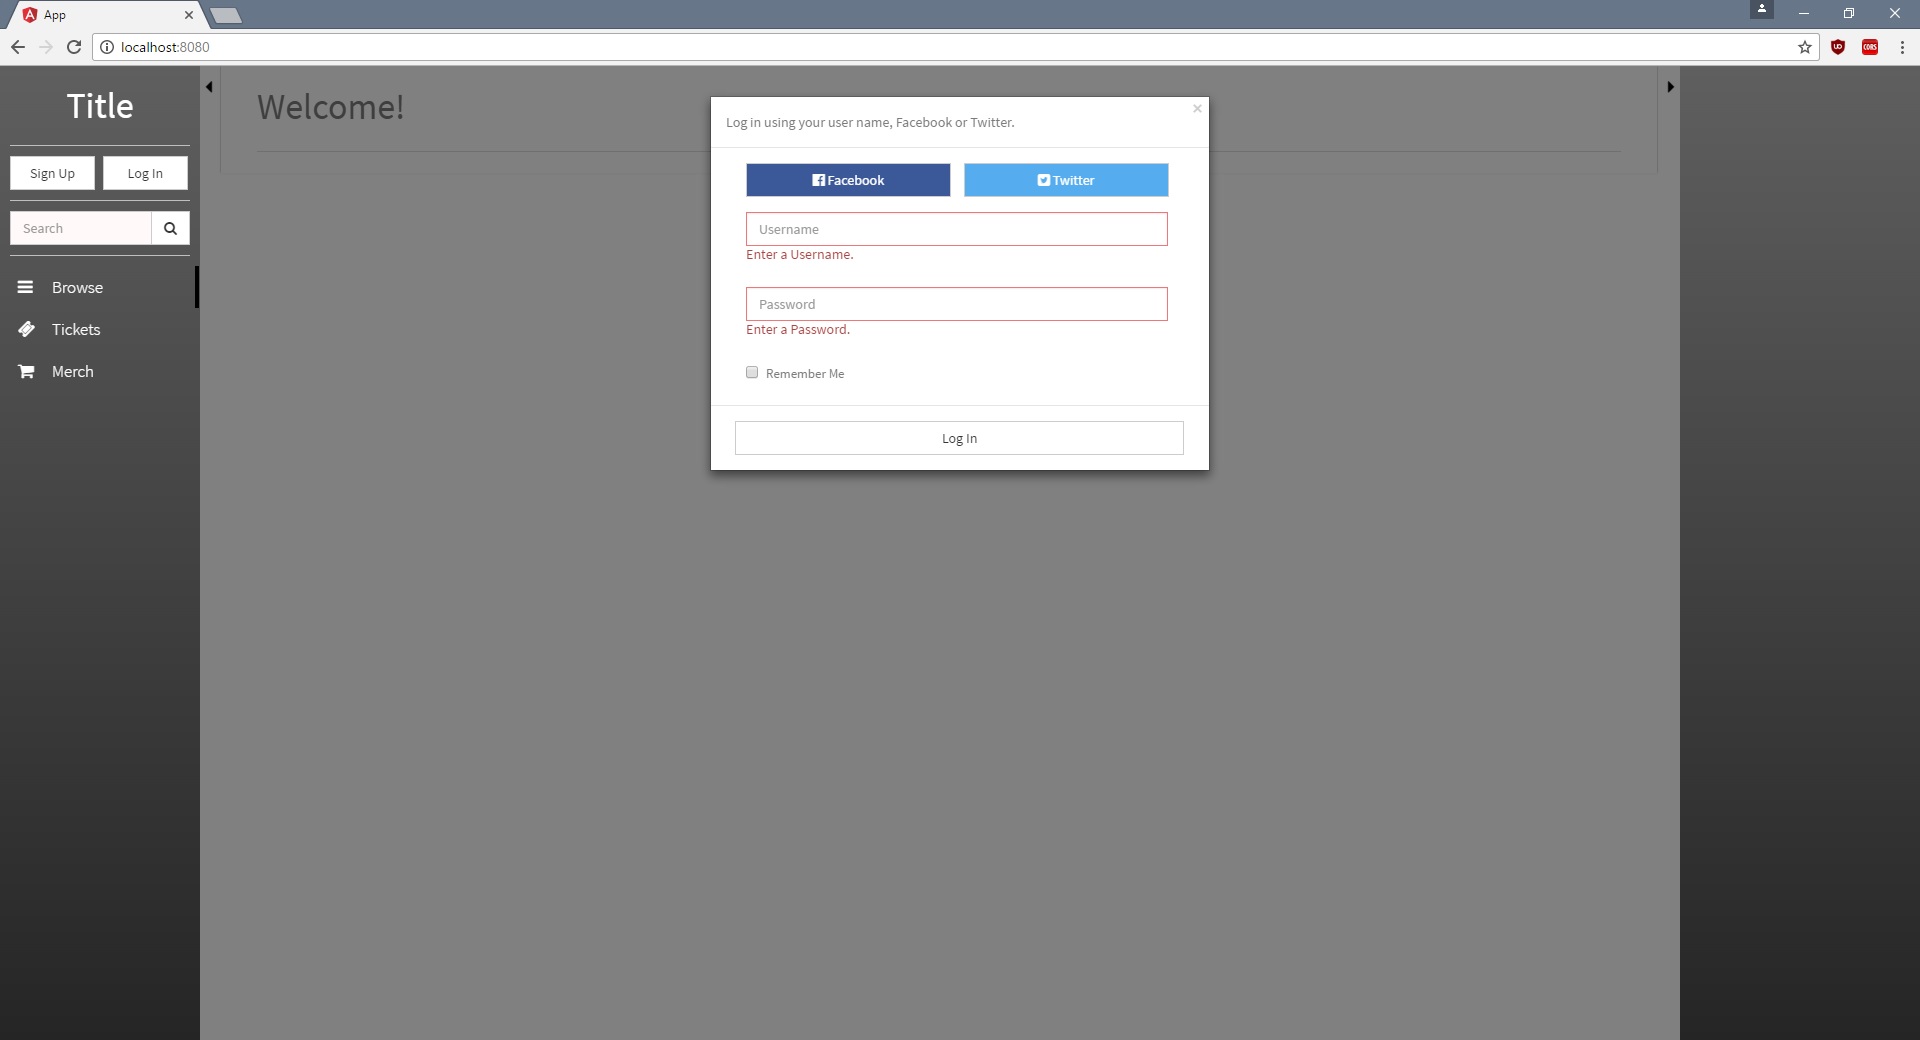 App
localhost:8080
CORS
Title
Sign Up
Log In
Search
Browse
Tickets
Merch
Welcome!
Log in using your user name, Facebook or Twitter.
×
Facebook
Twitter
Username
Enter a Username.
Password
Enter a Password.
Remember Me
Log In